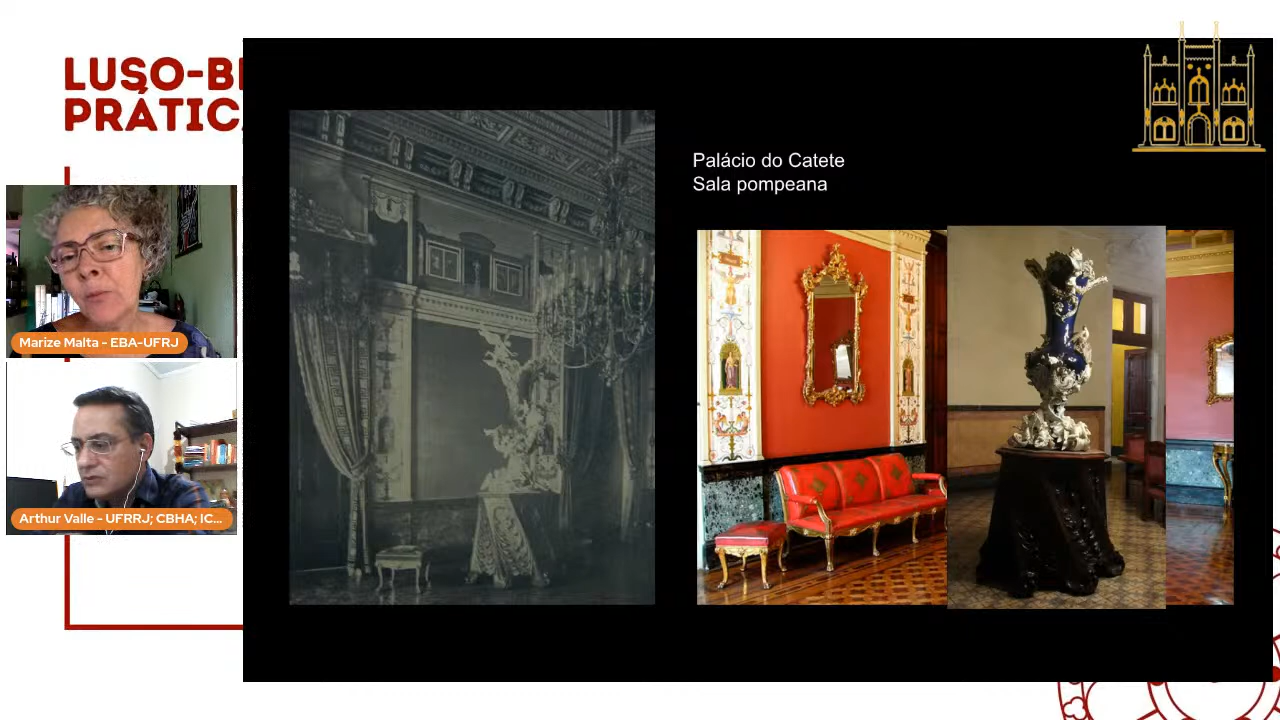 LUSO-B
PRÁTIC
Palácio do Catete
Sala pompeana
Marize Malta - EBA-UFRJ
Arthur Valle - UFRRJ; CBHA; IC...